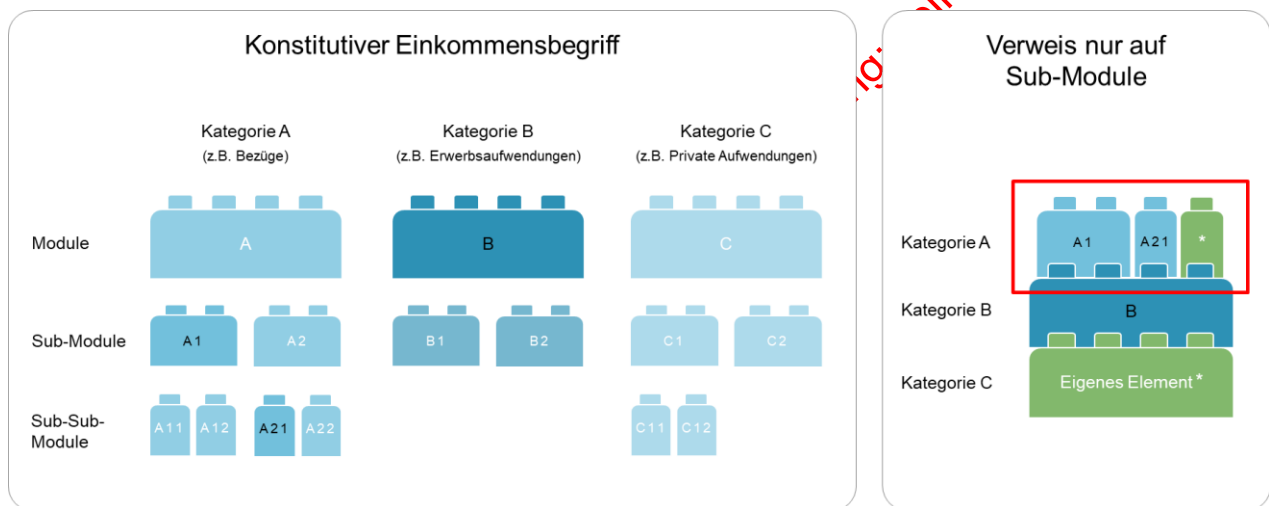 Konstitutiver Einkommensbegriff
Kategorie A
(z.B. Bezüge)
Kategorie B
(z.B. Erwerbsaufwendungen)
Kategorie C
(z.B. Private Aufwendungen)
Module
A
B
C
Sub-Module
A1
A2
B1
B2
C1
C2
Sub-Sub-
Module
A11
A12
A21
A22
C11
C12
Verweis nur auf
Sub-Module
Kategorie A
A1
A21
*
Kategorie B
B
Kategorie C
Eigenes Element*